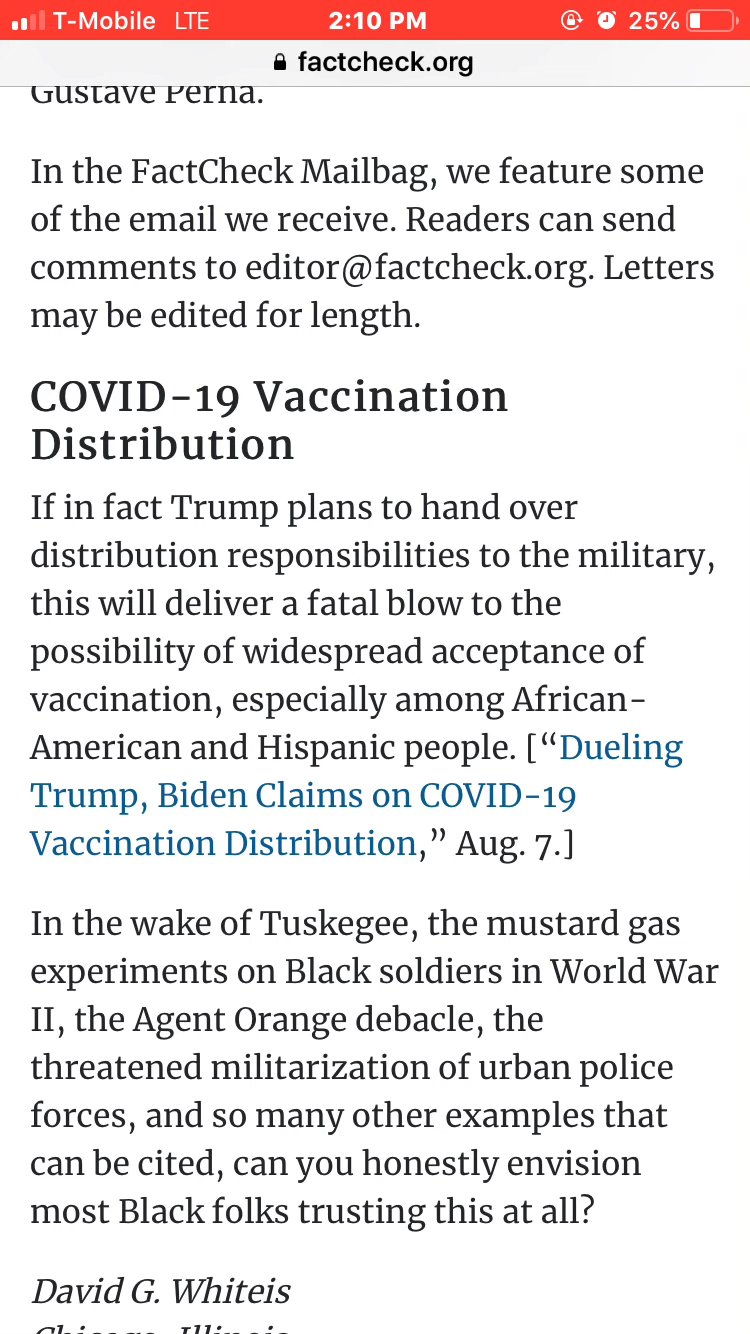 T-Mobile LTE 2:10 PM 25%
factcheck.org
Gustave Perna.
In the FactCheck Mailbag, we feature some
of the email we receive. Readers can send
comments to editor@factcheck.org. Letters
may be edited for length.
COVID-19 Vaccination
Distribution
If in fact Trump plans to hand over
distribution responsibilities to the military,
this will deliver a fatal blow to the
possibility of widespread acceptance of
vaccination, especially among African-
American and Hispanic people. [“Dueling
Trump, Biden Claims on COVID-19
Vaccination Distribution,” Aug. 7.]
In the wake of Tuskegee, the mustard gas
experiments on Black soldiers in World War
II, the Agent Orange debacle, the
threatened militarization of urban police
forces, and so many other examples that
can be cited, can you honestly envision
most Black folks trusting this at all?
David G. Whiteis
Chicago, Illinois